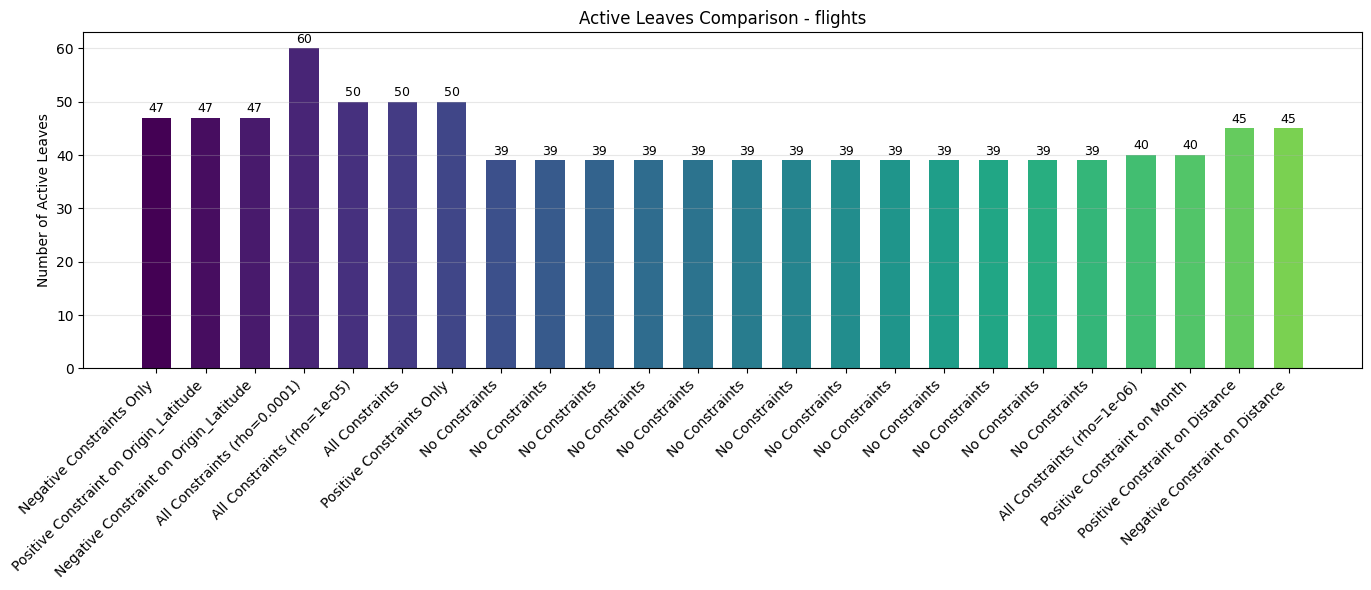 Active Leaves Comparison - flights
Number of Active Leaves
60
50
40
30
20
10
0
47
47
47
60
50
50
50
39
39
39
39
39
39
39
39
39
39
39
39
39
40
40
45
45
Negative Constraints Only
Positive Constraint on Origin_Latitude
Negative Constraint on Origin_Latitude
All Constraints (rho=0.0001)
All Constraints (rho=1e-05)
All Constraints
Positive Constraints Only
No Constraints
No Constraints
No Constraints
No Constraints
No Constraints
No Constraints
No Constraints
No Constraints
No Constraints
No Constraints
No Constraints
No Constraints
No Constraints
All Constraints (rho=1e-06)
Positive Constraint on Month
Positive Constraint on Distance
Negative Constraint on Distance